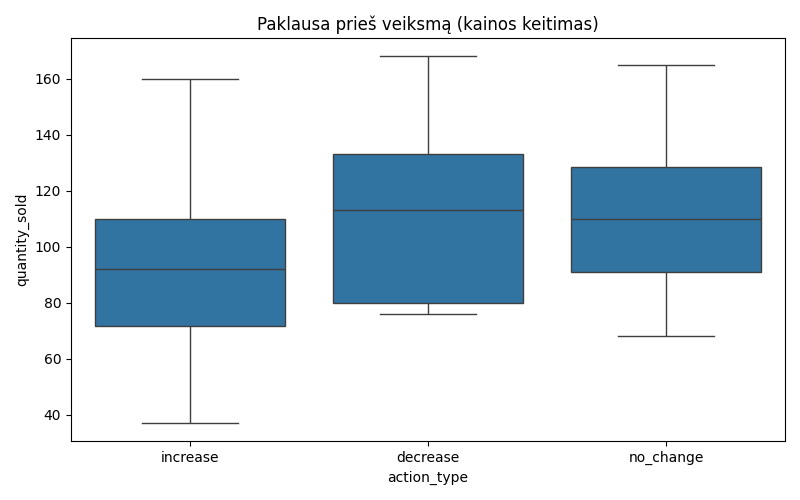 Paklausa prieš veiksmą (kainos keitimas)
quantity_sold
160
140
120
100
80
60
40
increase
decrease
no_change
action_type